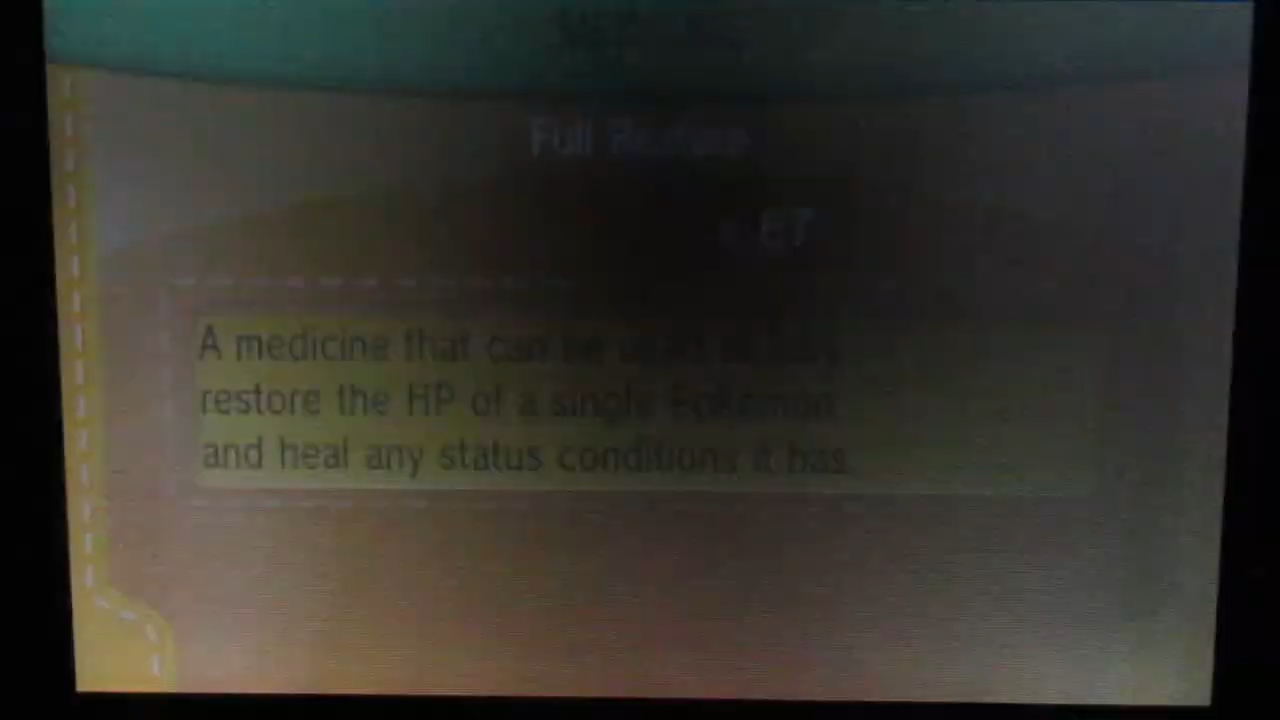 Full Restore
A medicine that can be used to fully
restore the HP of a single Pokémon
and heal any status conditions it has.